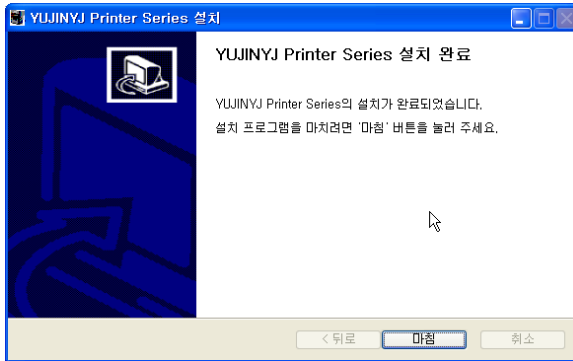 YUJINYJ Printer Series 설치
YUJINYJ Printer Series 설치 완료
YUJINYJ Printer Series의 설치가 완료되었습니다.
설치 프로그램을 마치려면 '마침' 버튼을 눌러 주세요.
< 뒤로
마침
취소